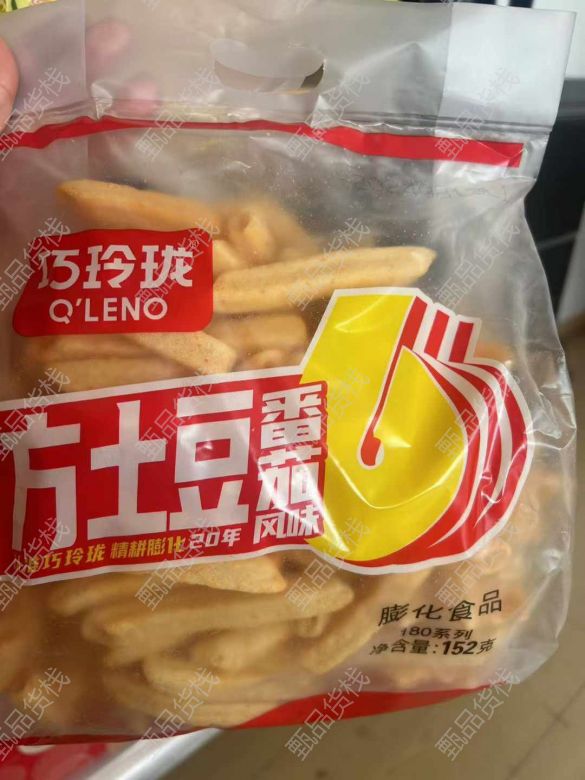 巧玲珑
Q'LENO
方土豆
番茄
风味
巧玲珑 精耕膨化20年
膨化食品
180系列
净含量:152克
甄品货栈